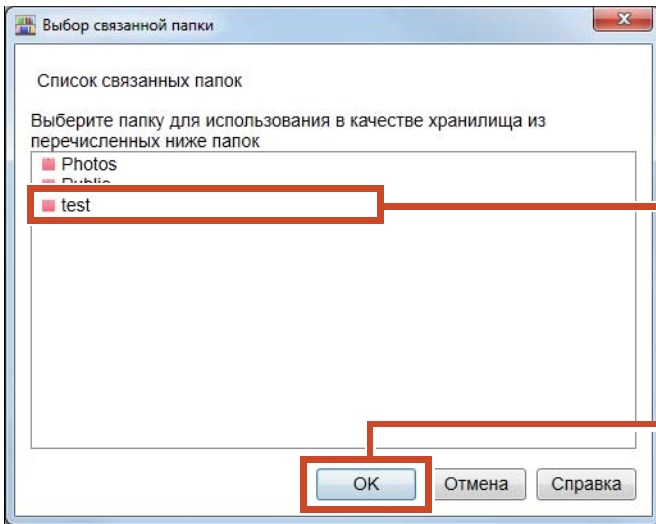 Выбор связанной папки
Список связанных папок
Выберите папку для использования в качестве хранилища из
перечисленных ниже папок
Photos
Public
test
OK
Отмена
Справка